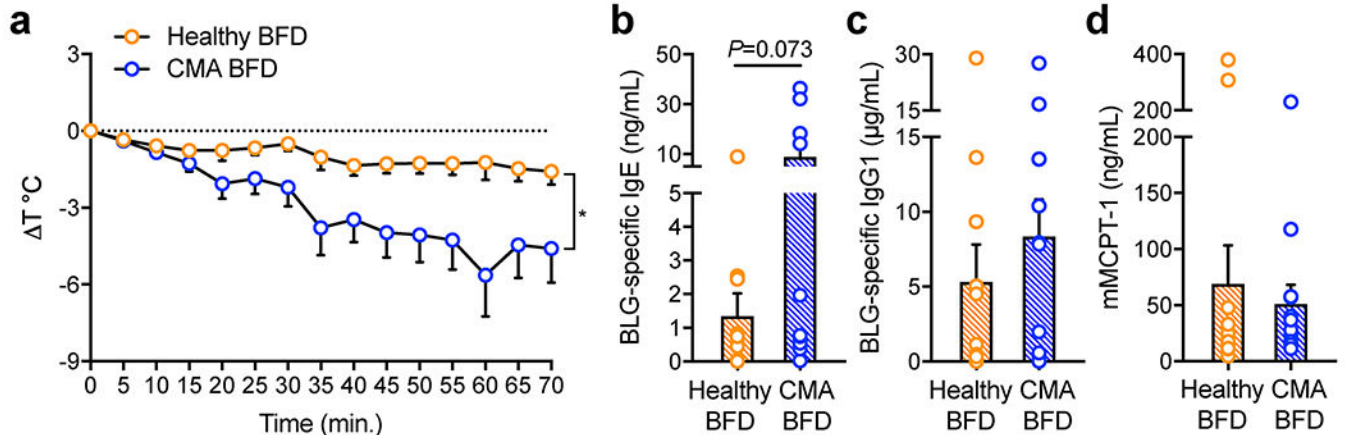 a
Healthy BFD
CMA BFD
ΔT °C
3
0
-3
-6
-9
0 5 10 15 20 25 30 35 40 45 50 55 60 65 70
Time (min.)
*
b
P=0.073
BLG-specific IgE (ng/mL)
50
30
10
5
4
3
2
1
0
Healthy CMA
BFD BFD
c
BLG-specific IgG1 (μg/mL)
30
15
15
10
5
0
Healthy CMA
BFD BFD
d
mMCPT-1 (ng/mL)
400
200
200
150
100
50
0
Healthy CMA
BFD BFD